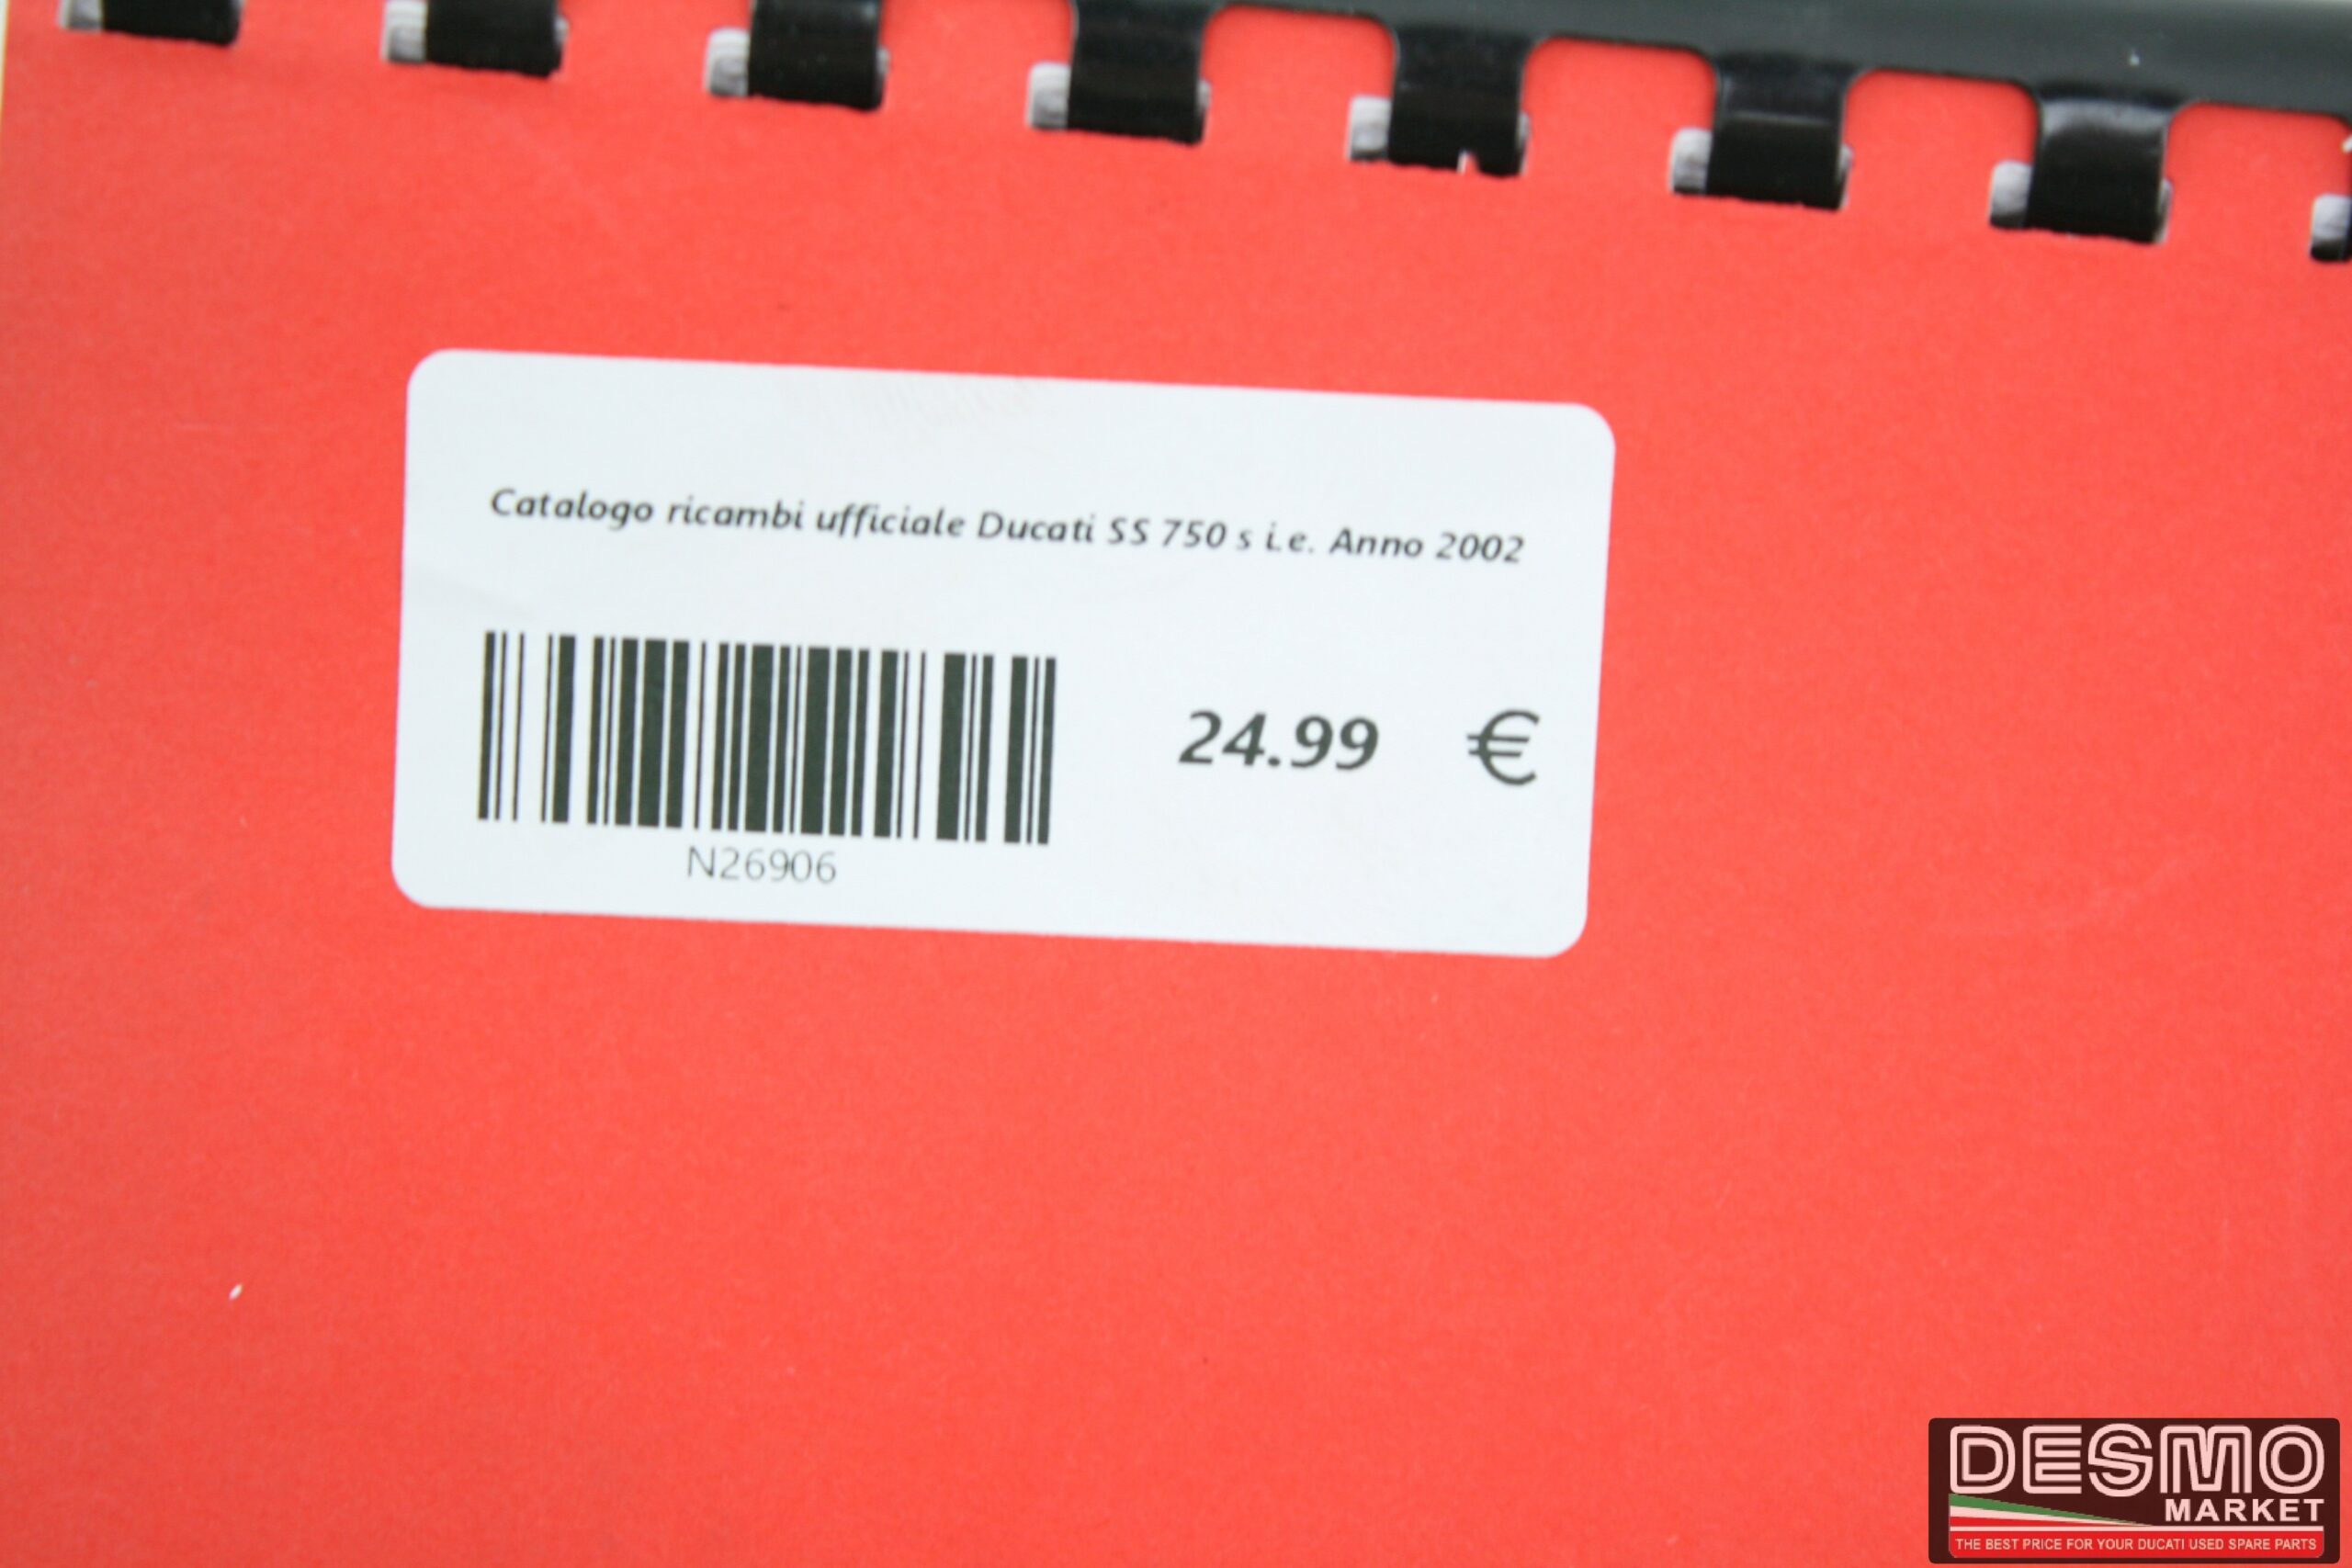 Catalogo ricambi ufficiale Ducati SS 750 s i.e. Anno 2002
24.99 €
N26906
DESMO
MARKET
THE BEST PRICE FOR YOUR DUCATI USED SPARE PARTS